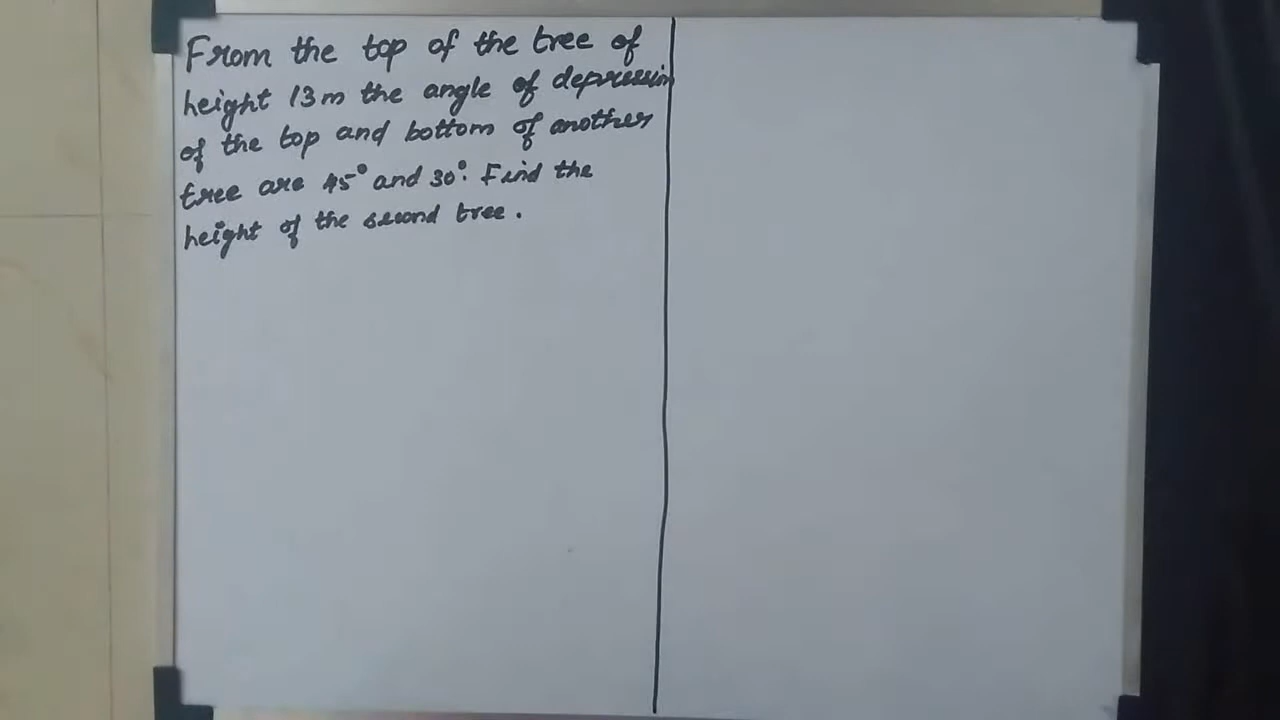 From the top of the tree of
height 13m the angle of depression
of the top and bottom of another
tree are 45° and 30°. Find the
height of the second tree.